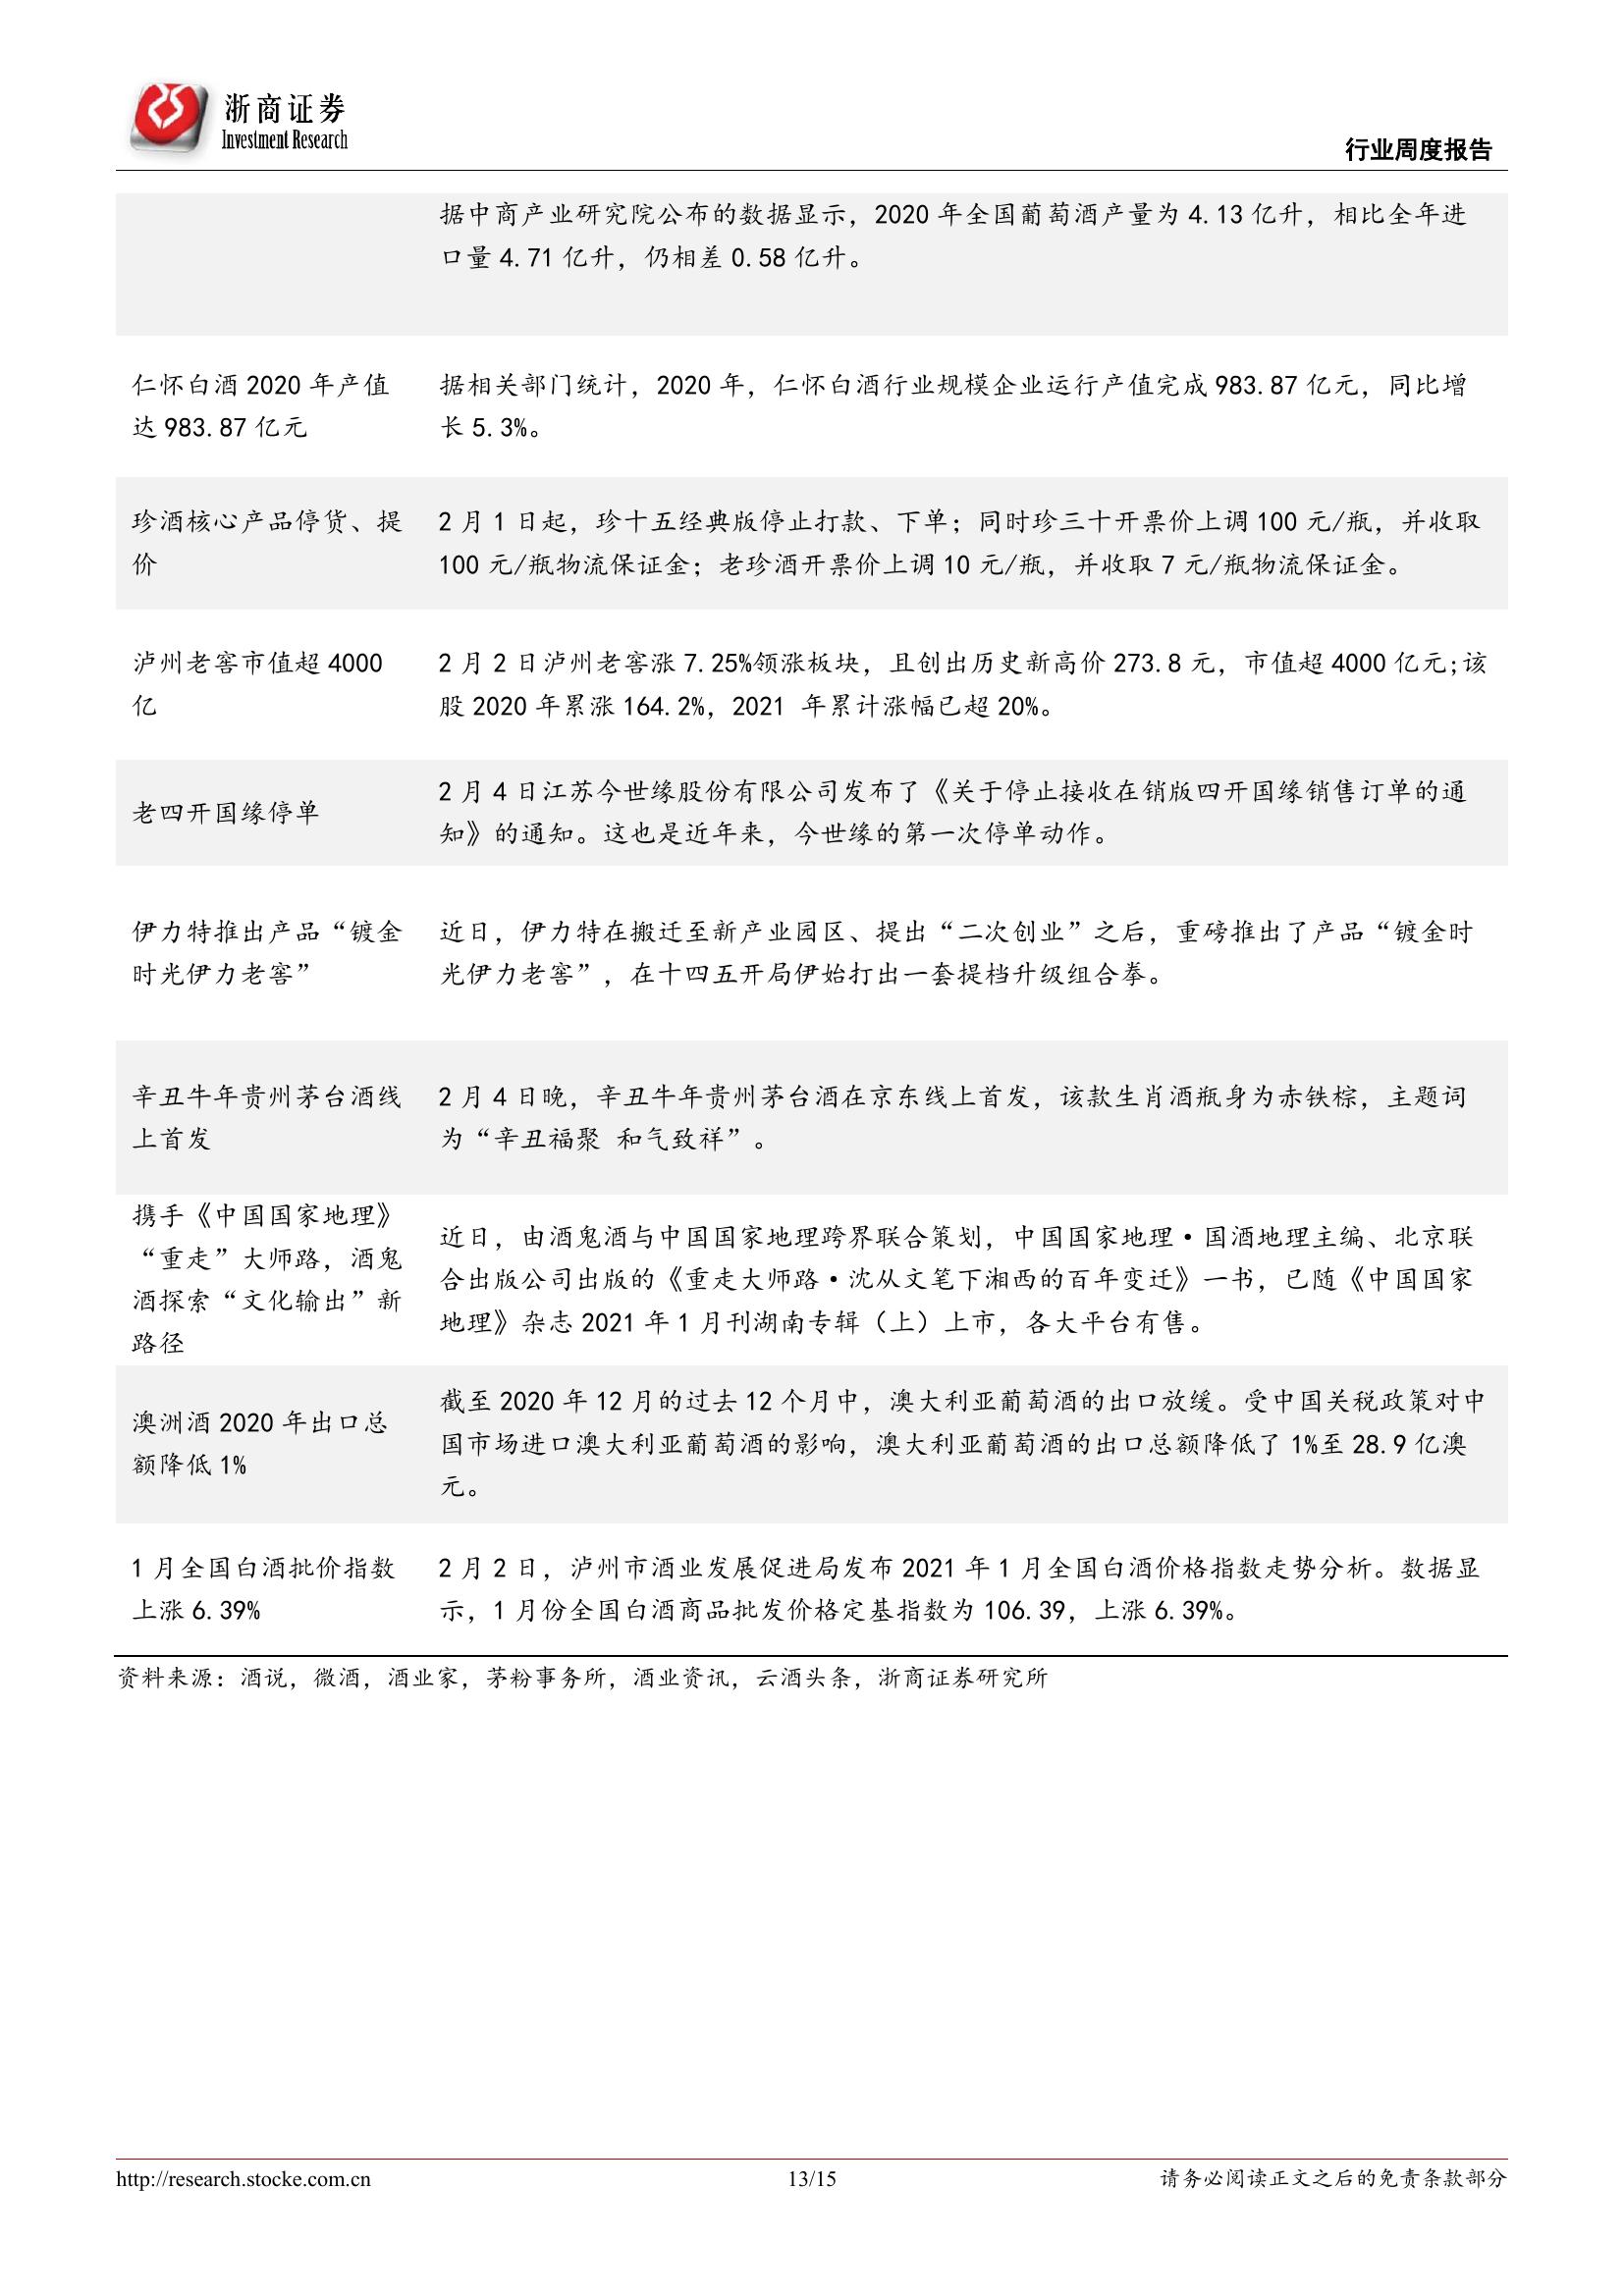 浙商证券
Investment Research
行业周度报告
据中商产业研究院公布的数据显示，2020 年全国葡萄酒产量为 4.13 亿升，相比全年进
口量 4.71 亿升，仍相差 0.58 亿升。
仁怀白酒 2020 年产值
达 983.87 亿元
据相关部门统计，2020 年，仁怀白酒行业规模企业运行产值完成 983.87 亿元，同比增
长 5.3%。
珍酒核心产品停货、提
价
2 月 1 日起，珍十五经典版停止打款、下单；同时珍三十开票价上调 100 元/瓶，并收取
100 元/瓶物流保证金；老珍酒开票价上调 10 元/瓶，并收取 7 元/瓶物流保证金。
泸州老窖市值超 4000
亿
2 月 2 日泸州老窖涨 7.25%领涨板块，且创出历史新高价 273.8 元，市值超 4000 亿元;该
股 2020 年累涨 164.2%，2021 年累计涨幅已超 20%。
老四开国缘停单
2 月 4 日江苏今世缘股份有限公司发布了《关于停止接收在销版四开国缘销售订单的通
知》的通知。这也是近年来，今世缘的第一次停单动作。
伊力特推出产品“镀金
时光伊力老窖”
近日，伊力特在搬迁至新产业园区、提出“二次创业”之后，重磅推出了产品“镀金时
光伊力老窖”，在十四五开局伊始打出一套提档升级组合拳。
辛丑牛年贵州茅台酒线
上首发
2 月 4 日晚，辛丑牛年贵州茅台酒在京东线上首发，该款生肖酒瓶身为赤铁棕，主题词
为“辛丑福聚 和气致祥”。
携手《中国国家地理》
“重走”大师路，酒鬼
酒探索“文化输出”新
路径
近日，由酒鬼酒与中国国家地理跨界联合策划，中国国家地理·国酒地理主编、北京联
合出版公司出版的《重走大师路·沈从文笔下湘西的百年变迁》一书，已随《中国国家
地理》杂志 2021 年 1 月刊湖南专辑（上）上市，各大平台有售。
澳洲酒 2020 年出口总
额降低 1%
截至 2020 年 12 月的过去 12 个月中，澳大利亚葡萄酒的出口放缓。受中国关税政策对中
国市场进口澳大利亚葡萄酒的影响，澳大利亚葡萄酒的出口总额降低了 1%至 28.9 亿澳
元。
1 月全国白酒批价指数
上涨 6.39%
2 月 2 日，泸州市酒业发展促进局发布 2021 年 1 月全国白酒价格指数走势分析。数据显
示，1 月份全国白酒商品批发价格定基指数为 106.39，上涨 6.39%。
资料来源：酒说，微酒，酒业家，茅粉事务所，酒业资讯，云酒头条，浙商证券研究所
http://research.stocke.com.cn
13/15
请务必阅读正文之后的免责条款部分